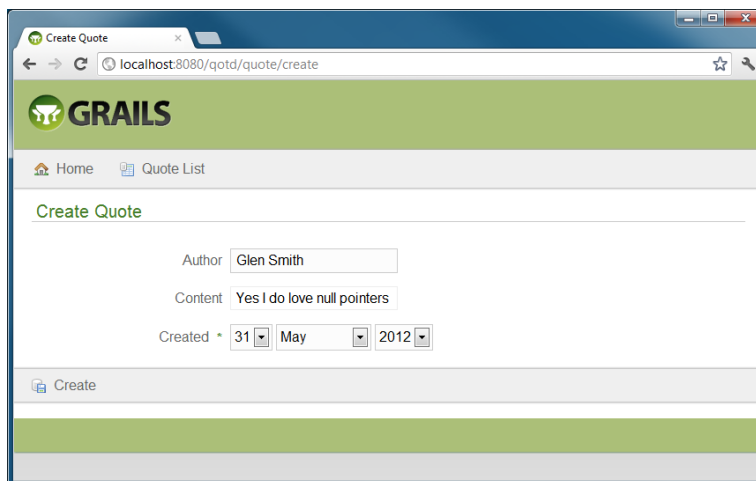 Create Quote
localhost:8080/qotd/quote/create
GRAILS
Home Quote List
Create Quote
Author Glen Smith
Content Yes I do love null pointers
Created * 31 May 2012
Create